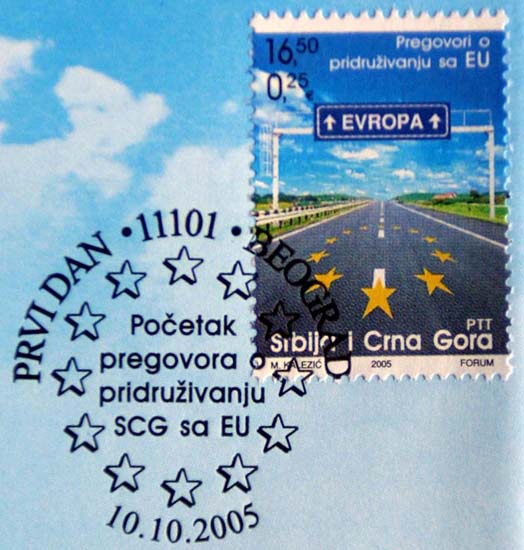 16,50
0,25
€
Pregovori o
pridruživanju sa EU
↑ EVROPA ↑
PTT
Srbija i Crna Gora
M. KALEZIĆ 2005 FORUM
PRVI DAN • 11101 • BEOGRAD
Početak
pregovora o
pridruživanju
SCG sa EU
10.10.2005